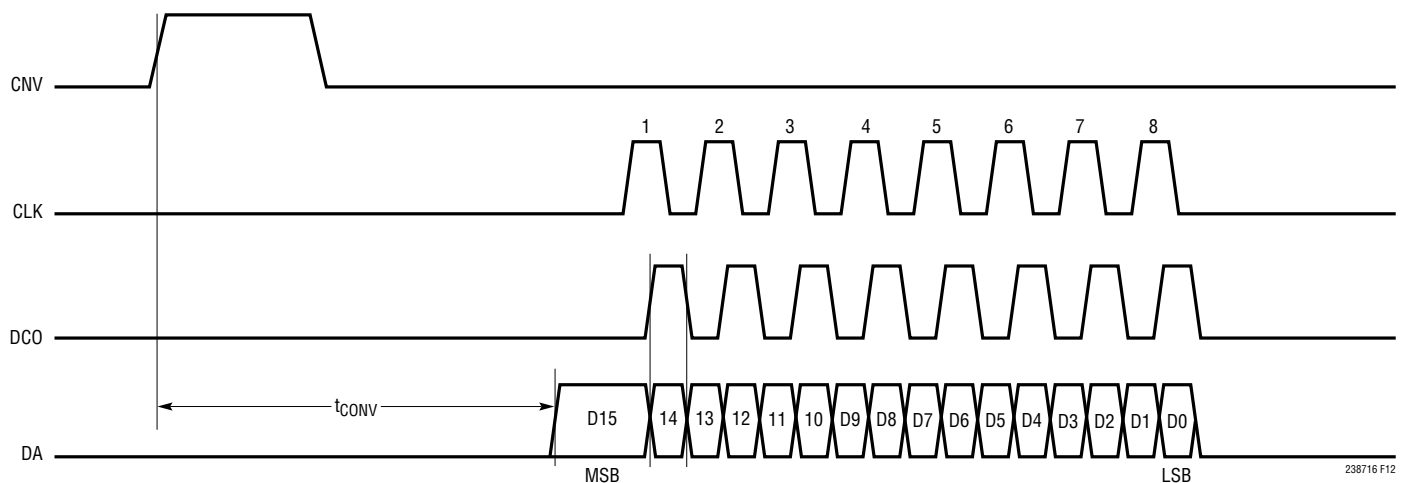 CNV
1 2 3 4 5 6 7 8
CLK
DCO
tCONV
D15 14 13 12 11 10 D9 D8 D7 D6 D5 D4 D3 D2 D1 D0
DA
MSB LSB
238716 F12